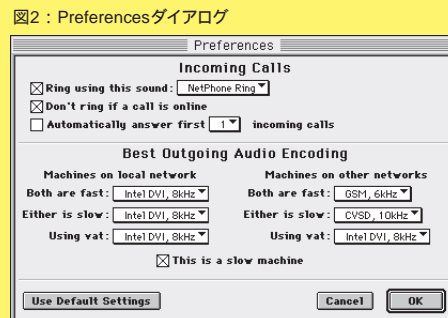 図2：Preferencesダイアログ
Preferences
Incoming Calls
Ring using this sound: NetPhone Ring
Don't ring if a call is online
Automatically answer first 1 incoming calls
Best Outgoing Audio Encoding
Machines on local network
Both are fast: Intel DVI, 8kHz
Either is slow: Intel DVI, 8kHz
Using vat: Intel DVI, 8kHz
Machines on other networks
Both are fast: GSM, 6kHz
Either is slow: CVSD, 10kHz
Using vat: Intel DVI, 8kHz
This is a slow machine
Use Default Settings Cancel OK